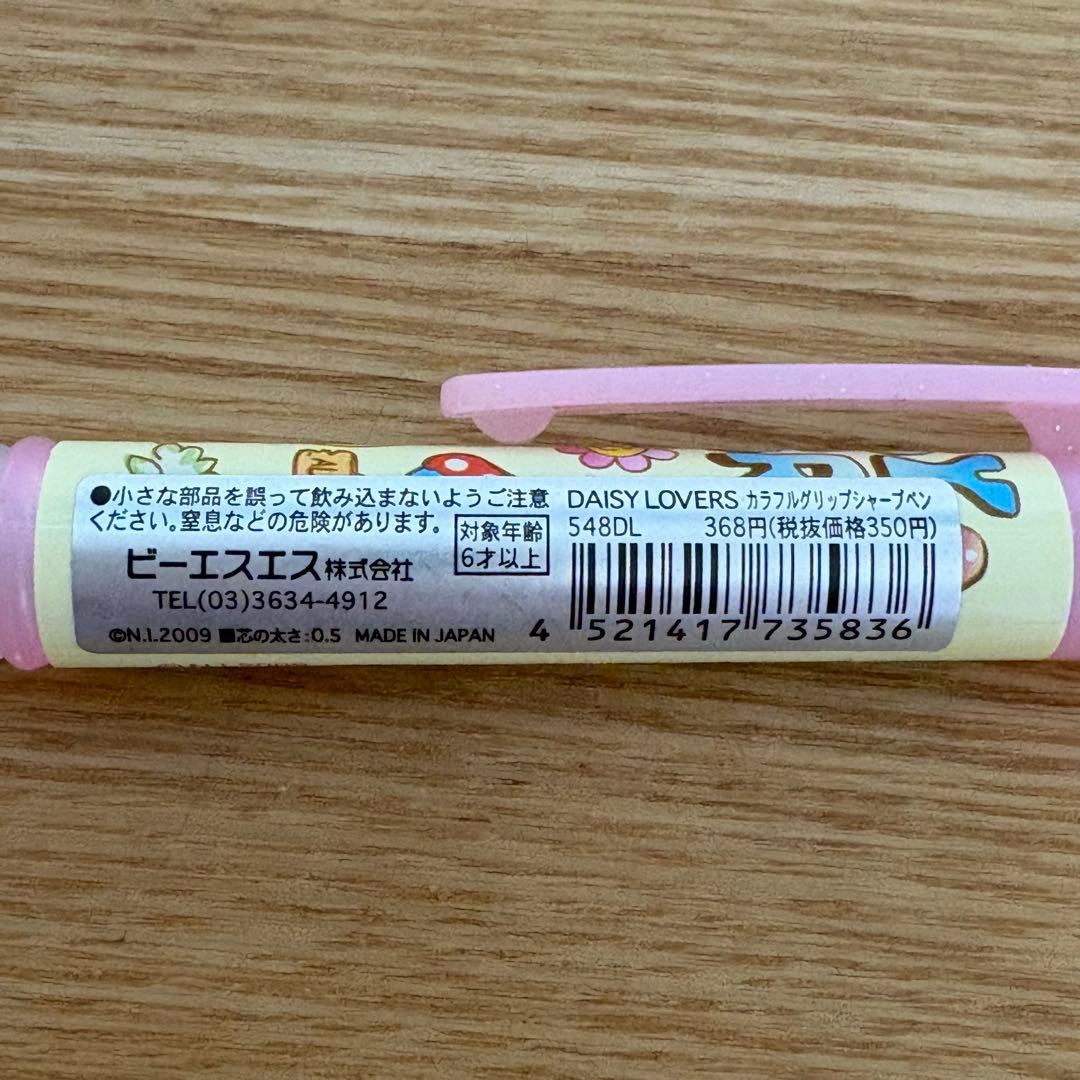 ●小さな部品を誤って飲み込まないようご注意
ください。窒息などの危険があります。
対象年齢
6才以上
ビーエスエス株式会社
TEL(03)3634-4912
©N.I.2009 ■芯の太さ:0.5 MADE IN JAPAN
DAISY LOVERS カラフルグリップシャープペン
548DL 368円(税抜価格350円)
4 521417 735836